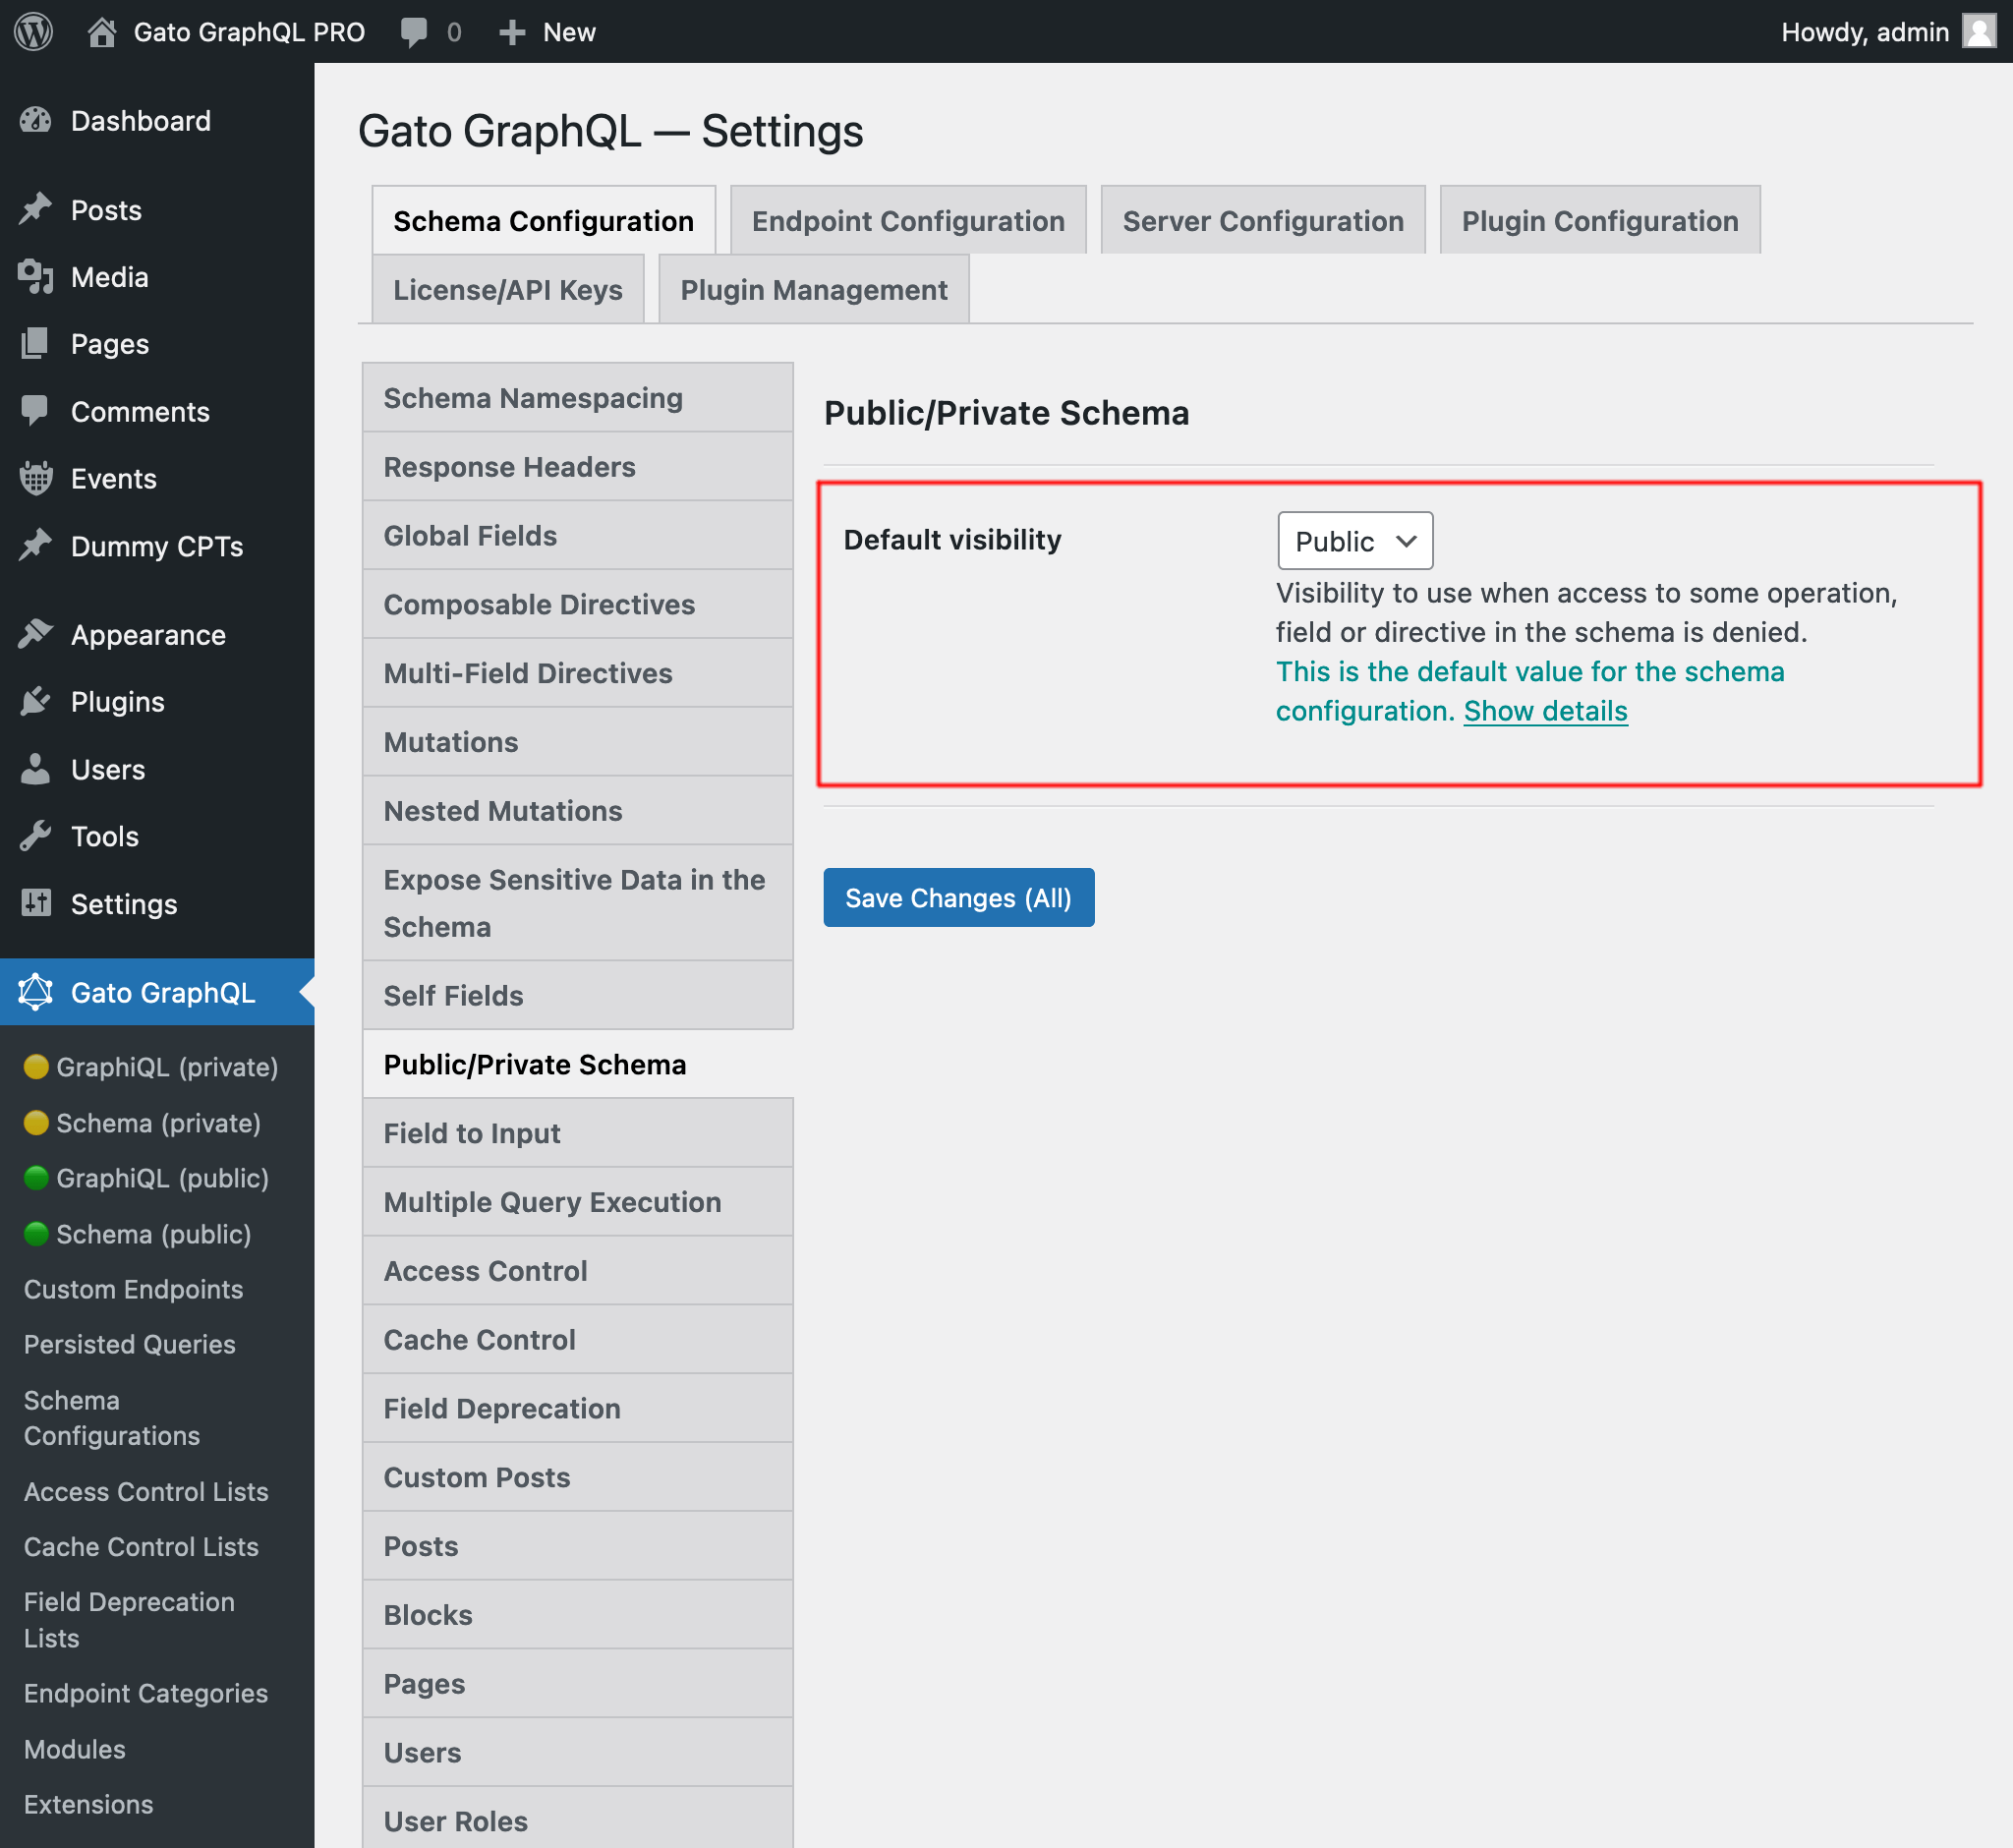 Gato GraphQL PRO
0
New
Howdy, admin
Dashboard
Posts
Media
Pages
Comments
Events
Dummy CPTs
Appearance
Plugins
Users
Tools
Settings
Gato GraphQL
GraphiQL (private)
Schema (private)
GraphiQL (public)
Schema (public)
Custom Endpoints
Persisted Queries
Schema
Configurations
Access Control Lists
Cache Control Lists
Field Deprecation
Lists
Endpoint Categories
Modules
Extensions
Gato GraphQL — Settings
Schema Configuration
Endpoint Configuration
Server Configuration
Plugin Configuration
License/API Keys
Plugin Management
Schema Namespacing
Response Headers
Global Fields
Composable Directives
Multi-Field Directives
Mutations
Nested Mutations
Expose Sensitive Data in the
Schema
Self Fields
Public/Private Schema
Field to Input
Multiple Query Execution
Access Control
Cache Control
Field Deprecation
Custom Posts
Posts
Blocks
Pages
Users
User Roles
Public/Private Schema
Default visibility
Public
Visibility to use when access to some operation,
field or directive in the schema is denied.
This is the default value for the schema
configuration. Show details
Save Changes (All)